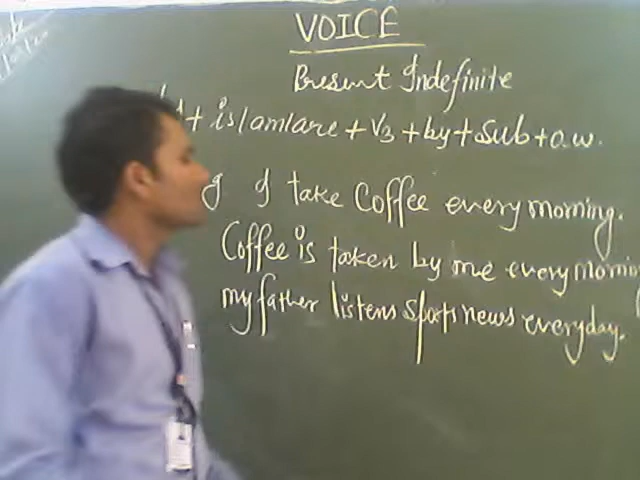 VOICE
Present Indefinite
+ is/am/are + V3 + by + Sub + o.w.
g I take Coffee every morning.
Coffee is taken by me every mornin
my father listens sports news everyday.